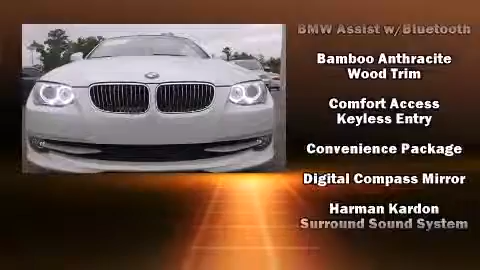 BMW Assist w/Bluetooth
Bamboo Anthracite
Wood Trim
Comfort Access
Keyless Entry
Convenience Package
Digital Compass Mirror
Harman Kardon
Surround Sound System